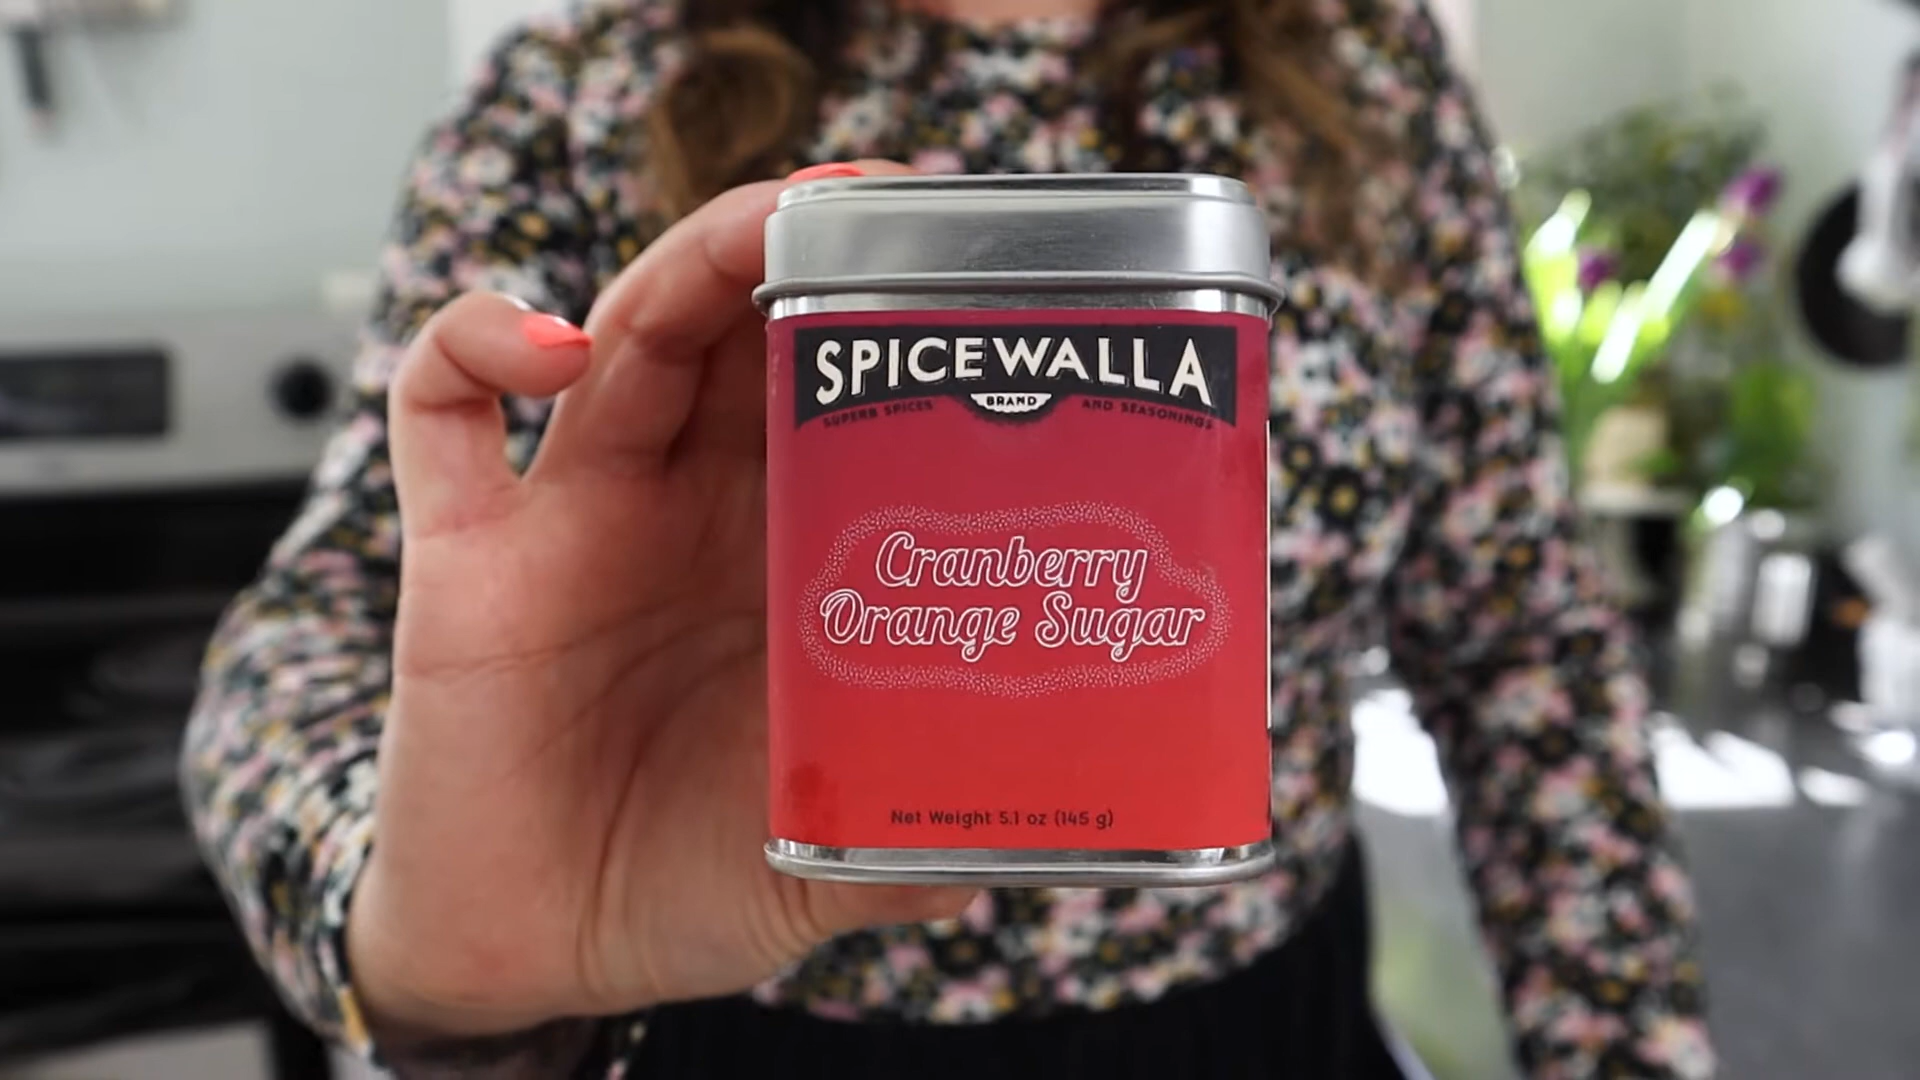 SPICEWALLA
BRAND
SUPERB SPICES AND SEASONINGS
Cranberry
Orange Sugar
Net Weight 5.1 oz (145 g)